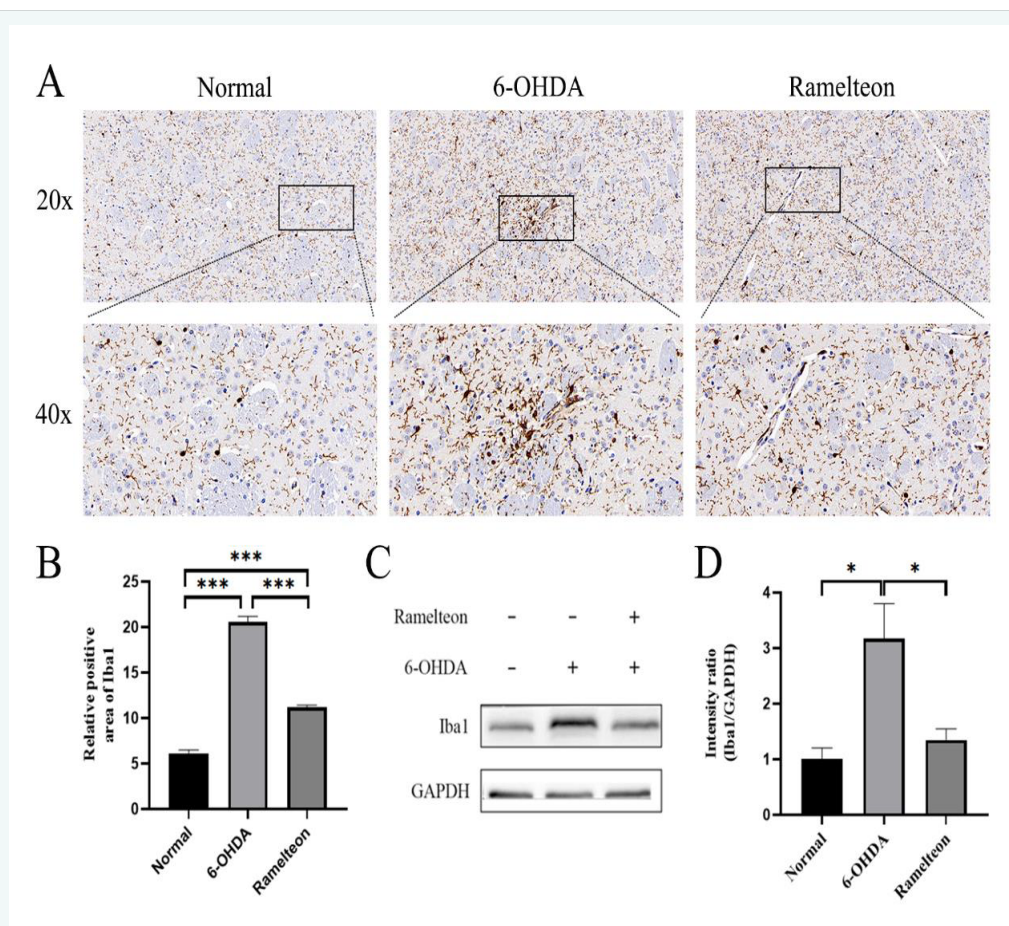 A
Normal
6-OHDA
Ramelteon
20x
40x
B
***
*** ***
Relative positive
area of Iba1
25
20
15
10
5
0
Normal
6-OHDA
Ramelteon
C
Ramelteon - - +
6-OHDA - + +
Iba1
GAPDH
D
* *
Intensity ratio
(Iba1/GAPDH)
4
3
2
1
0
Normal
6-OHDA
Ramelteon